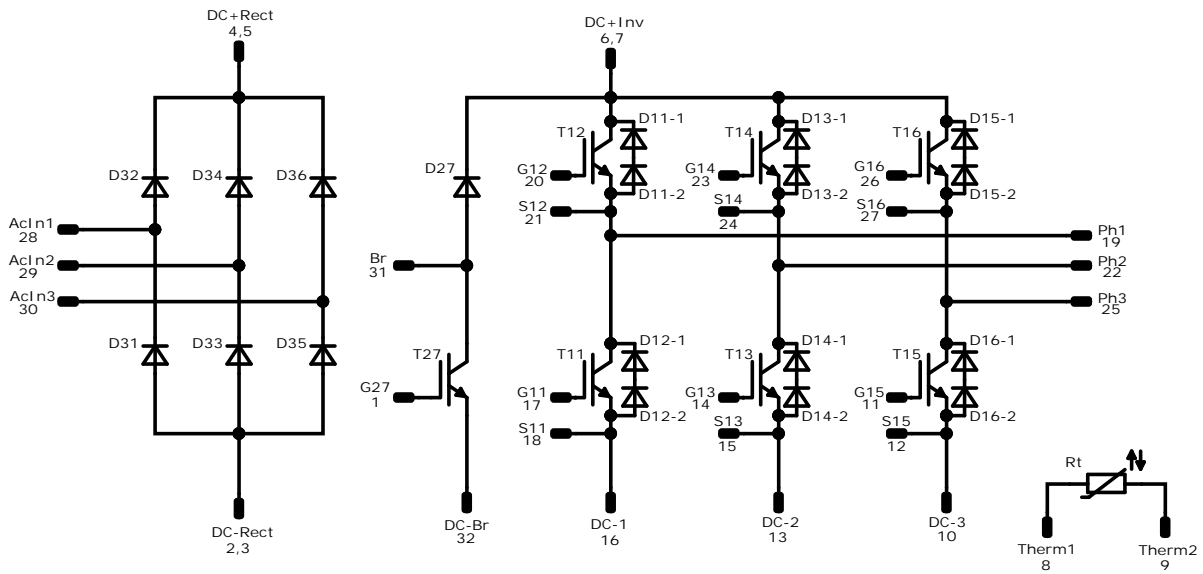 DC+Rect
4,5
DC+Inv
6,7
D11-1
D13-1
D15-1
T12
T14
T16
D32
D34
D36
D27
G12
20
G14
23
G16
26
D11-2
D13-2
D15-2
S12
21
S14
24
S16
27
AcIn1
28
Ph1
19
AcIn2
29
Br
31
Ph2
22
AcIn3
30
Ph3
25
D31
D33
D35
T27
T11
D12-1
T13
D14-1
T15
D16-1
G27
1
G11
17
G13
14
G15
11
D12-2
D14-2
D16-2
S11
18
S13
15
S15
12
Rt
DC-Rect
2,3
DC-Br
32
DC-1
16
DC-2
13
DC-3
10
Therm1
8
Therm2
9